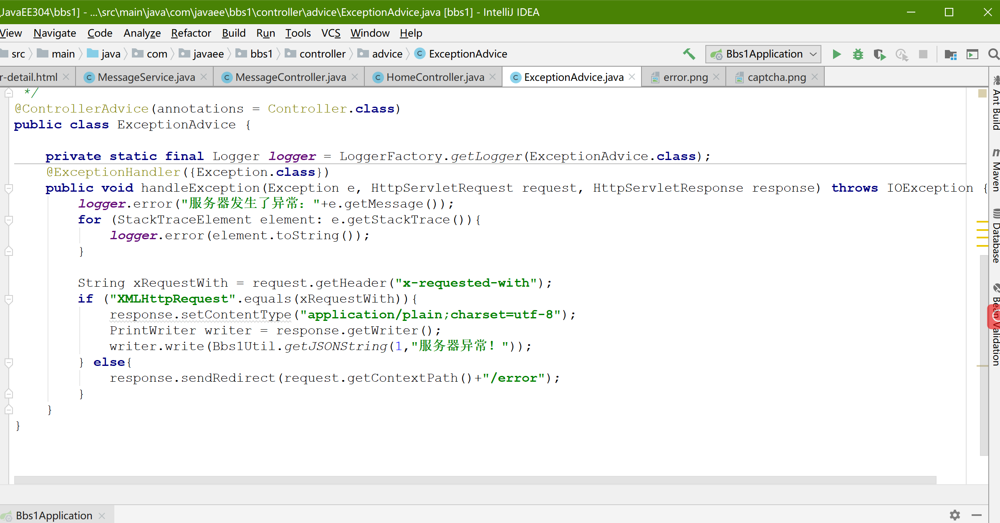 \JavaEE304\bbs1] - ...\src\main\java\com\javaee\bbs1\controller\advice\ExceptionAdvice.java [bbs1] - IntelliJ IDEA
View Navigate Code Analyze Refactor Build Run Tools VCS Window Help
src main java com javaee bbs1 controller advice ExceptionAdvice Bbs1Application
r-detail.html MessageService.java MessageController.java HomeController.java ExceptionAdvice.java error.png captcha.png
*/
@ControllerAdvice(annotations = Controller.class)
public class ExceptionAdvice {
private static final Logger logger = LoggerFactory.getLogger(ExceptionAdvice.class);
@ExceptionHandler({Exception.class})
public void handleException(Exception e, HttpServletRequest request, HttpServletResponse response) throws IOException {
logger.error("服务器发生了异常："+e.getMessage());
for (StackTraceElement element: e.getStackTrace()){
logger.error(element.toString());
}
String xRequestWith = request.getHeader("x-requested-with");
if ("XMLHttpRequest".equals(xRequestWith)){
response.setContentType("application/plain;charset=utf-8");
PrintWriter writer = response.getWriter();
writer.write(Bbs1Util.getJSONString(1,"服务器异常！"));
} else{
response.sendRedirect(request.getContextPath()+"/error");
}
}
}
Ant Build
Maven
Database
Bean Validation
Bbs1Application